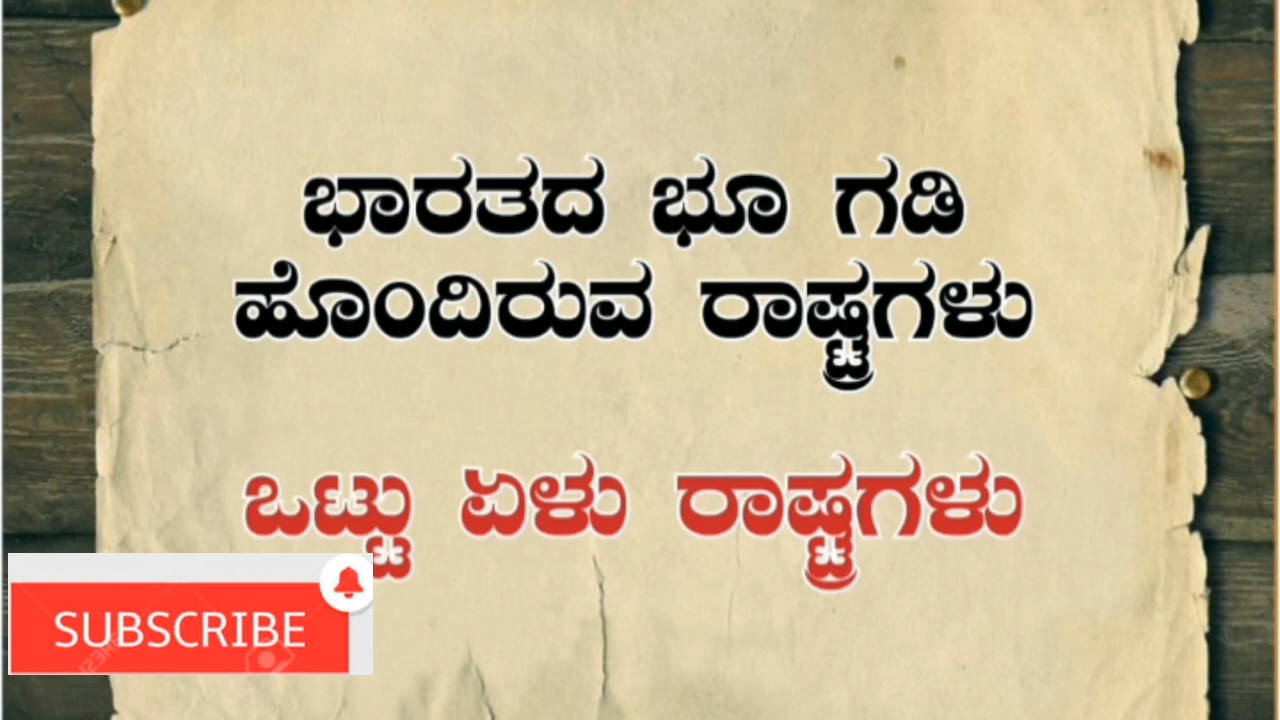 ಭಾರತದ ಭೂ ಗಡಿ
ಹೊಂದಿರುವ ರಾಷ್ಟ್ರಗಳು
ಒಟ್ಟು ಏಳು ರಾಷ್ಟ್ರಗಳು
SUBSCRIBE